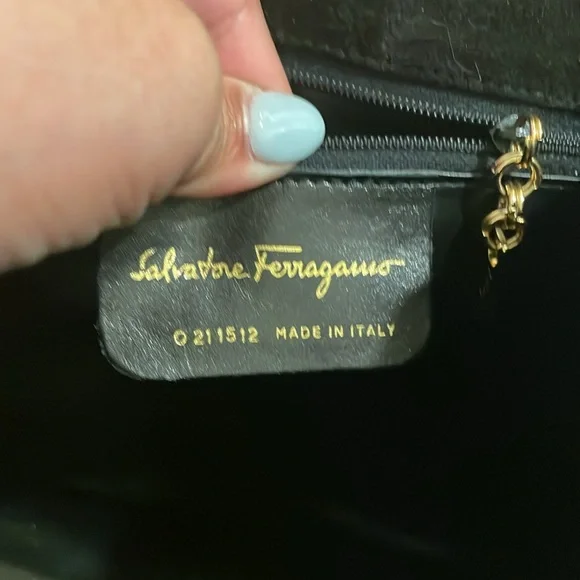 Salvatore Ferragamo
Q 211512 MADE IN ITALY